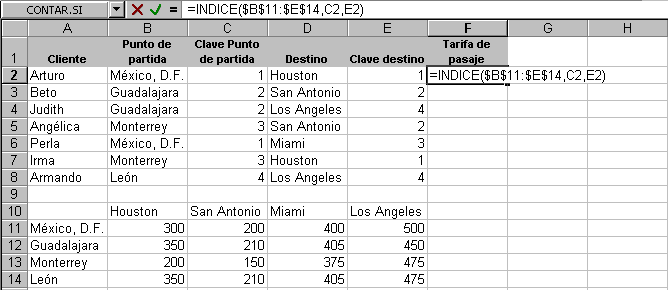 CONTAR.SI =INDICE($B$11:$E$14,C2,E2)
A B C D E F G H
1 Cliente Punto de partida Clave Punto de partida Destino Clave destino Tarifa de pasaje
2 Arturo México, D.F. 1 Houston 1 =INDICE($B$11:$E$14,C2,E2)
3 Beto Guadalajara 2 San Antonio 2
4 Judith Guadalajara 2 Los Angeles 4
5 Angélica Monterrey 3 San Antonio 2
6 Perla México, D.F. 1 Miami 3
7 Irma Monterrey 3 Houston 1
8 Armando León 4 Los Angeles 4
9
10 Houston San Antonio Miami Los Angeles
11 México, D.F. 300 200 400 500
12 Guadalajara 350 210 405 450
13 Monterrey 200 150 375 475
14 León 350 210 405 475